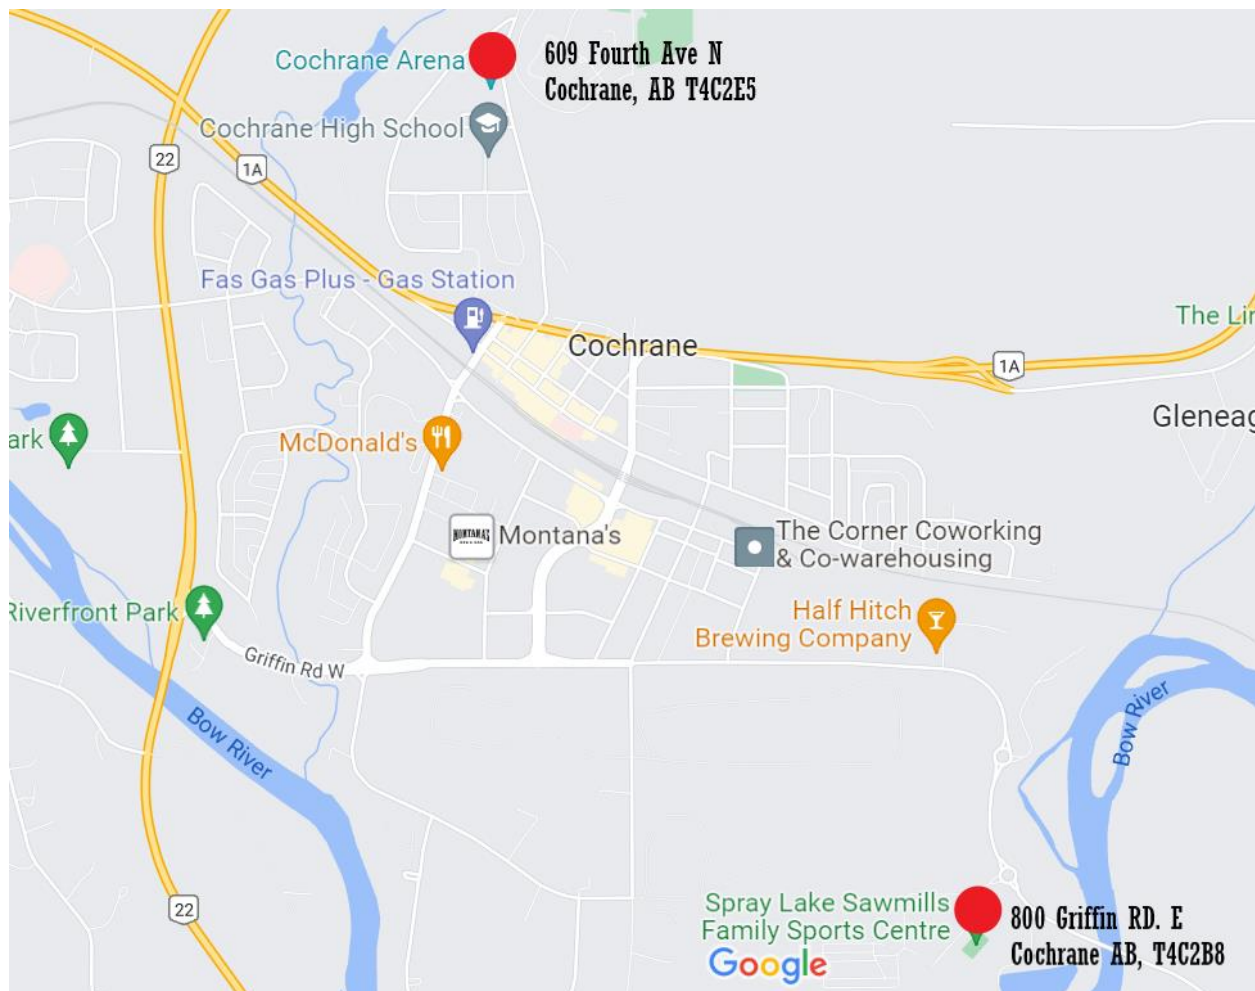 Cochrane Arena
609 Fourth Ave N
Cochrane, AB T4C2E5
Cochrane High School
22
1A
Fas Gas Plus - Gas Station
Cochrane
The
1A
McDonald's
ark
MONTANA'S
Montana's
The Corner Coworking
& Co-warehousing
Half Hitch
Brewing Company
Riverfront Park
Griffin Rd W
Bow River
Bow River
22
Spray Lake Sawmills
Family Sports Centre
800 Griffin RD. E
Cochrane AB, T4C2B8
Google